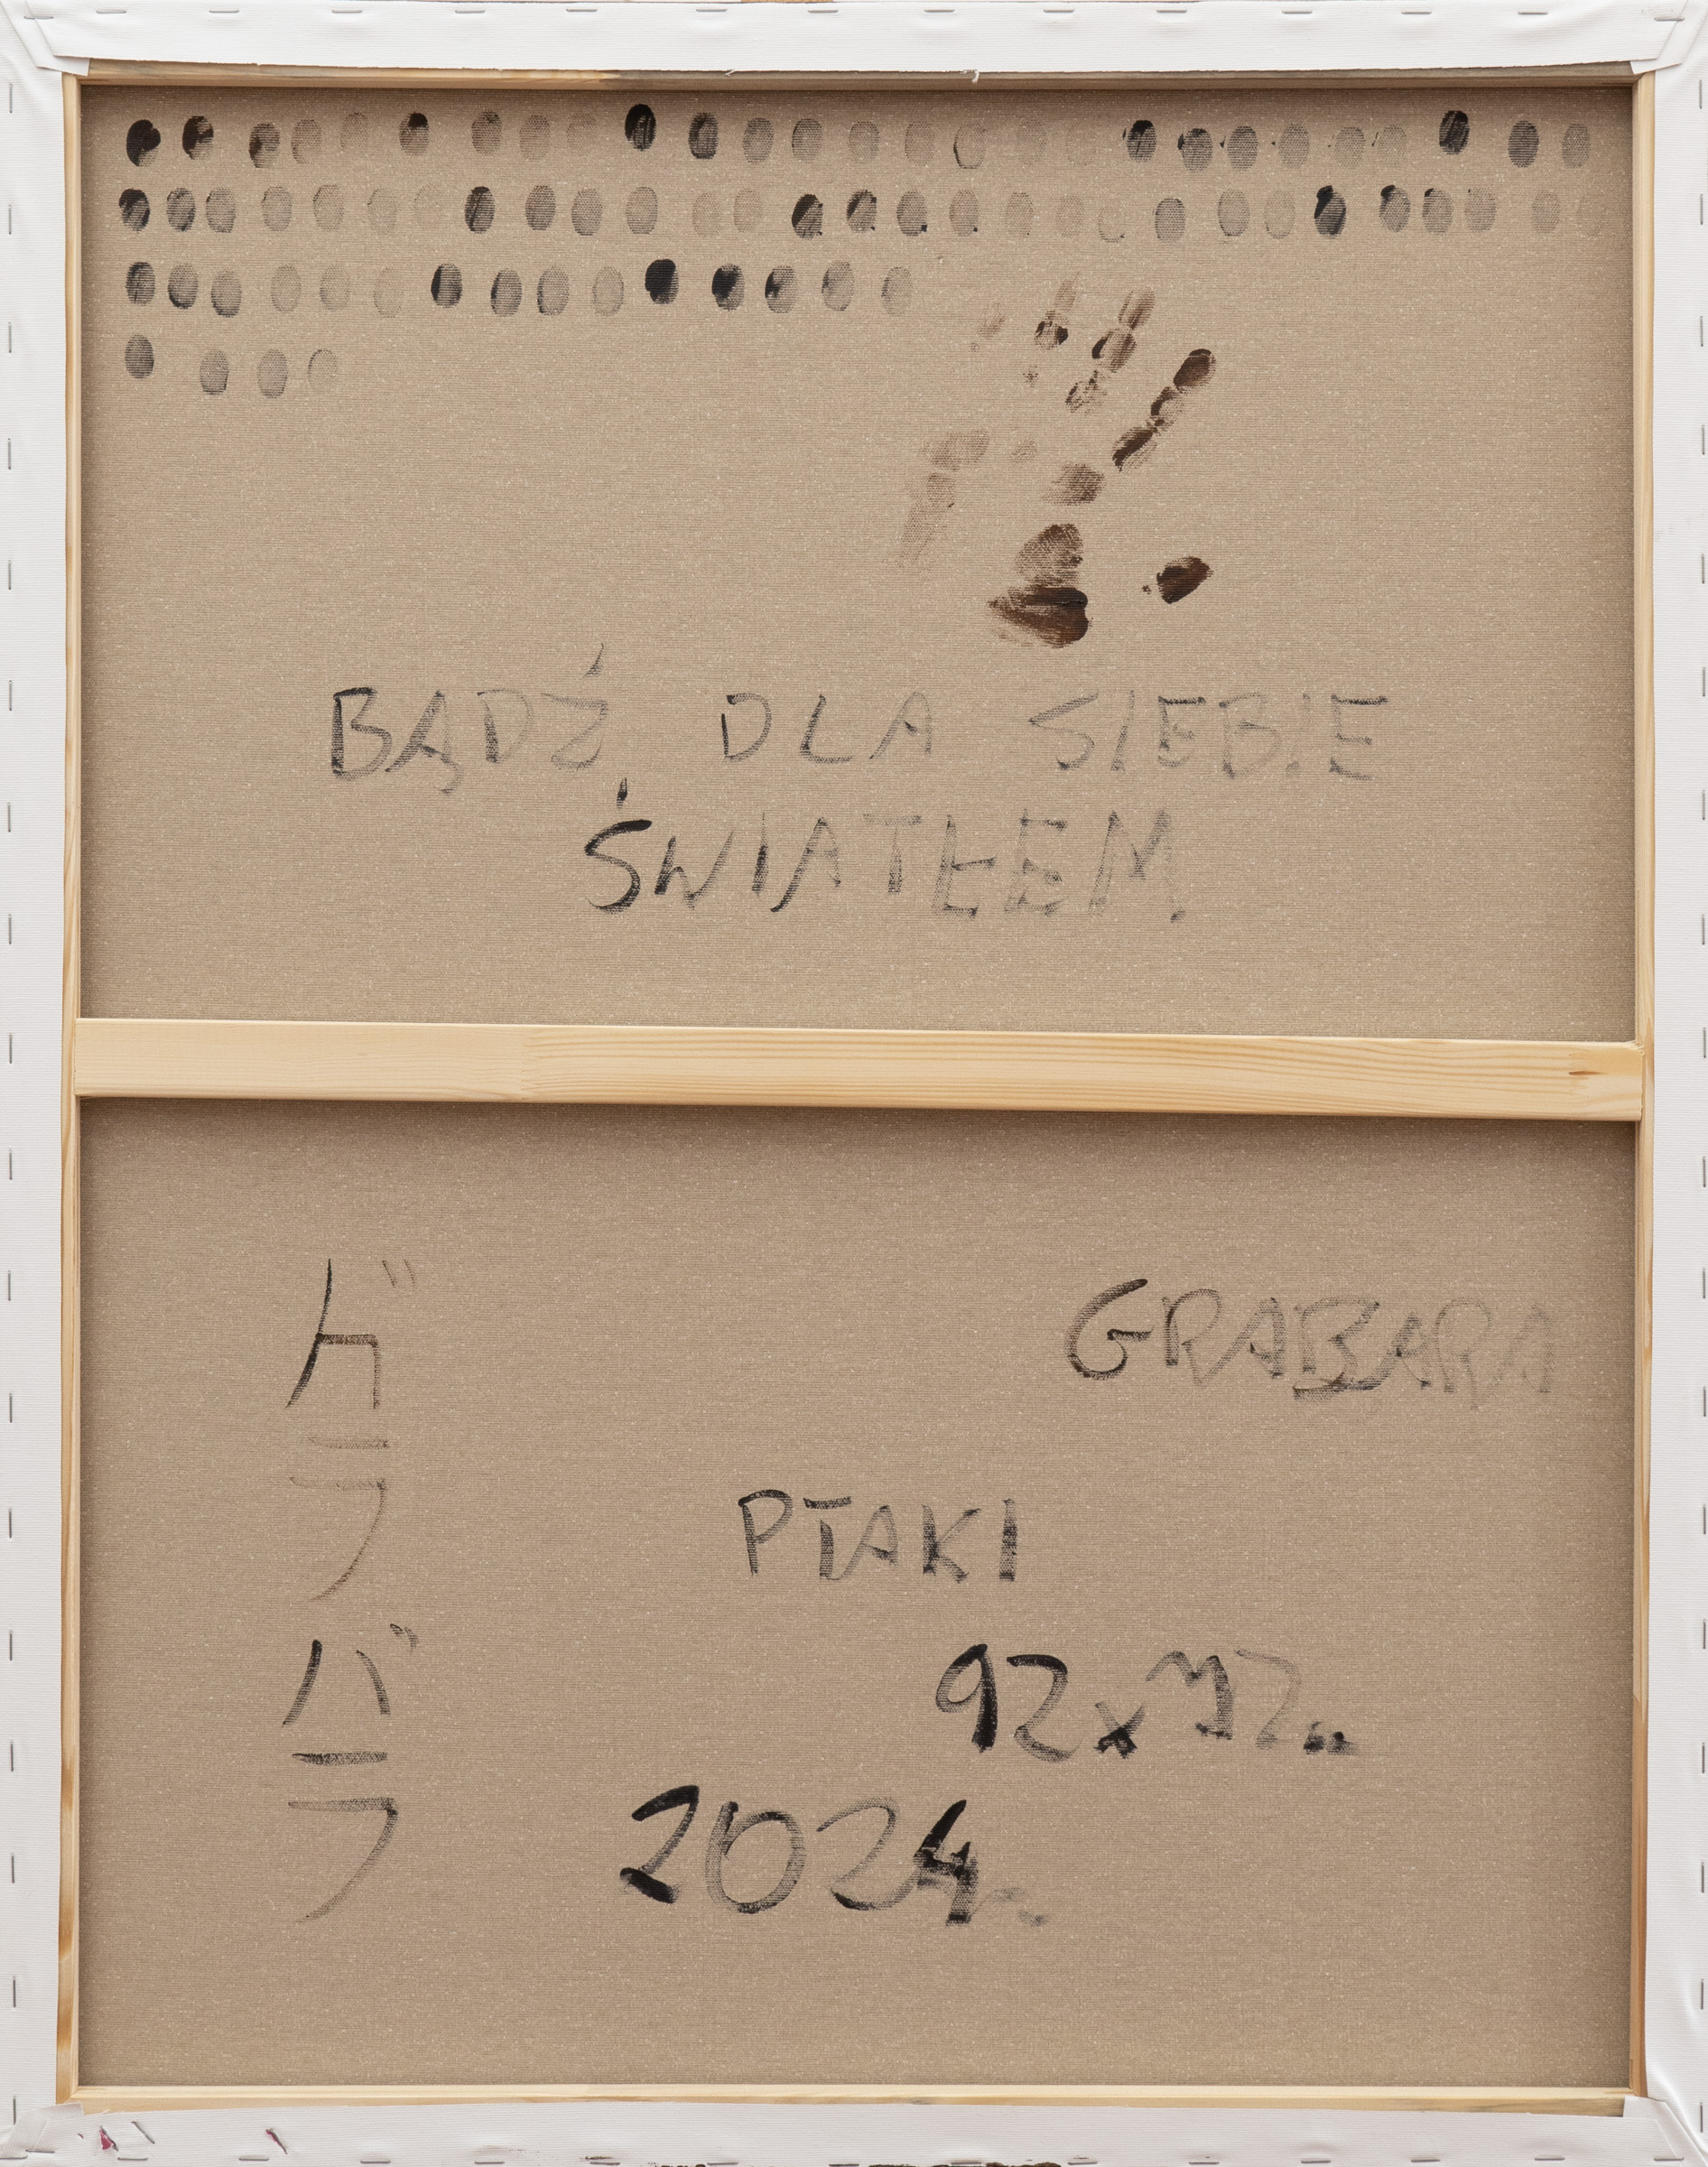 BĄDŹ DLA SIEBIE
ŚWIATŁEM
グラバラ
GRABARA
PTAKI
92x72
2024.